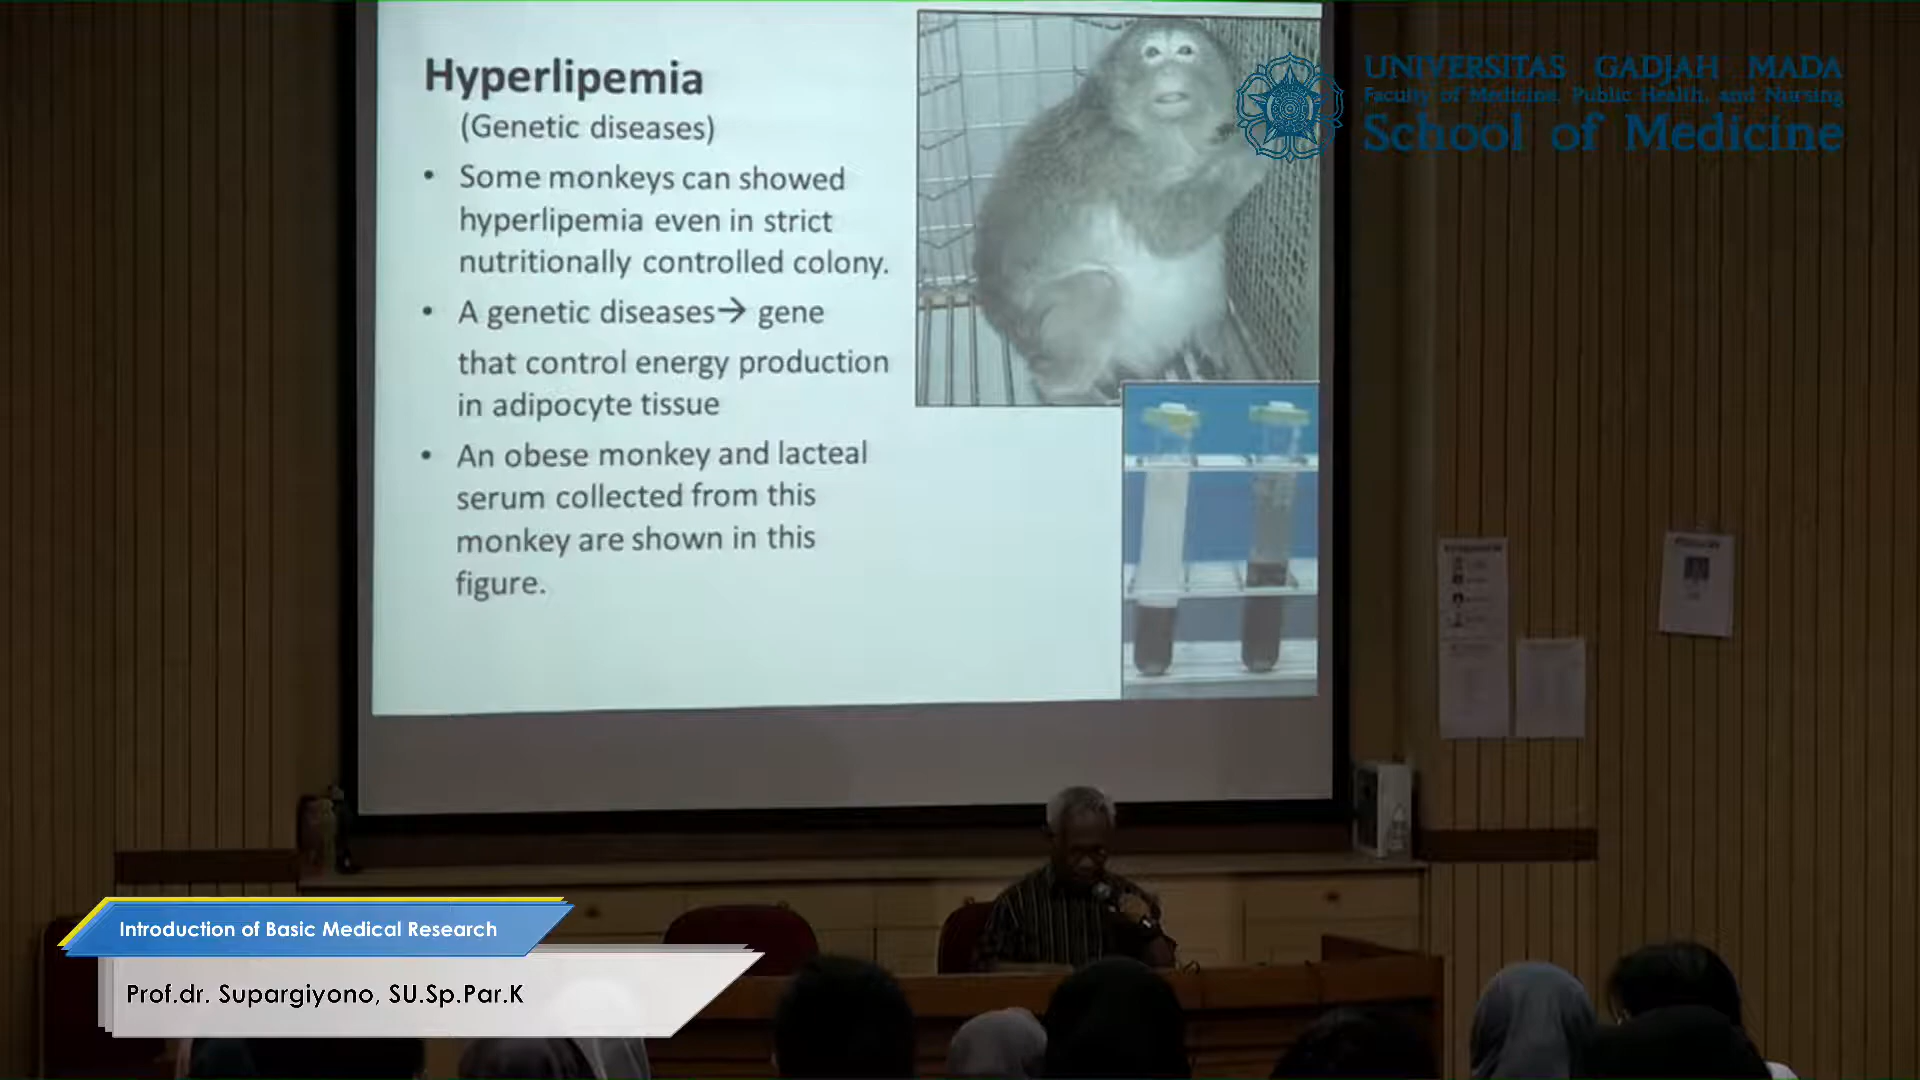 Hyperlipemia
(Genetic diseases)
• Some monkeys can showed
hyperlipemia even in strict
nutritionally controlled colony.
• A genetic diseases→ gene
that control energy production
in adipocyte tissue
• An obese monkey and lacteal
serum collected from this
monkey are shown in this
figure.
UNIVERSITAS GADJAH MADA
Faculty of Medicine, Public Health, and Nursing
School of Medicine
Introduction of Basic Medical Research
Prof.dr. Supargiyono, SU.Sp.Par.K